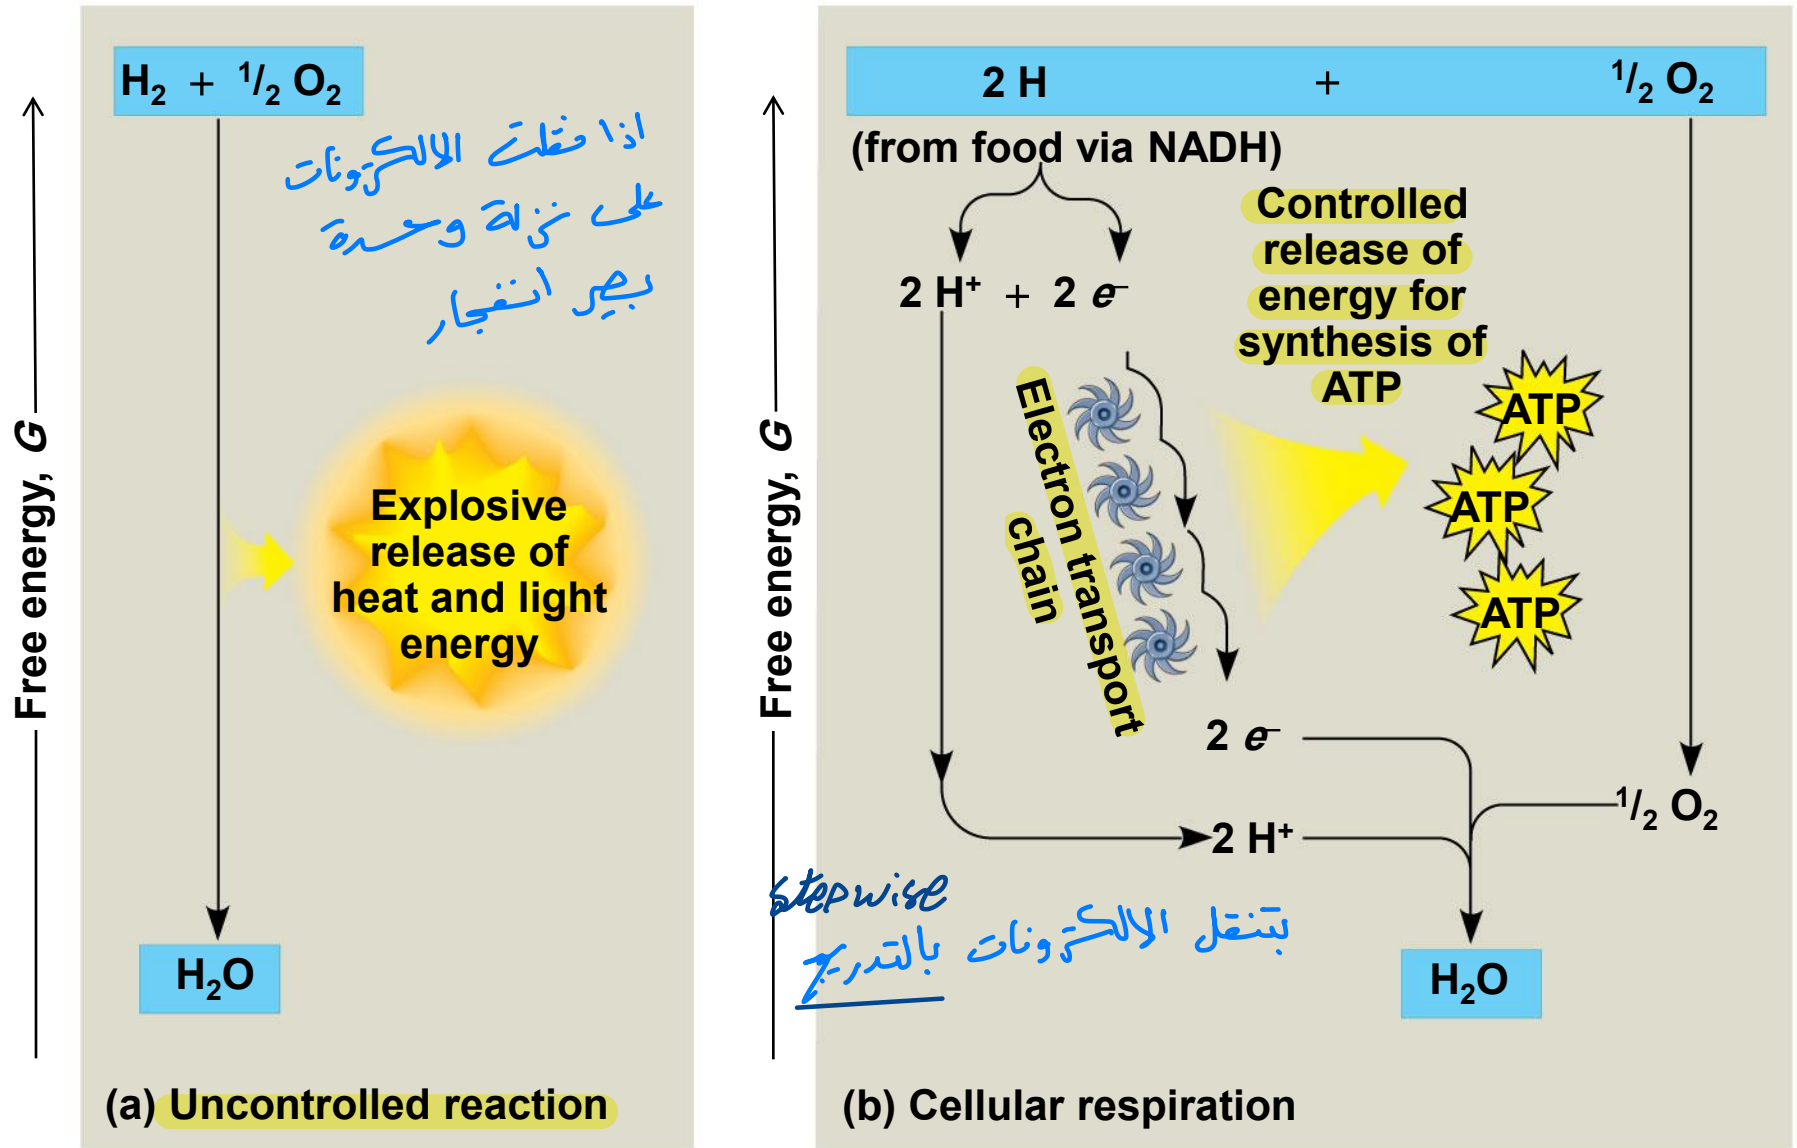 H₂ + ¹/₂ O₂
اذا نقلت الالكترونات
على نزلة وحدة
بصير انفجار
Free energy, G
Explosive
release of
heat and light
energy
H₂O
(a) Uncontrolled reaction
2 H + ¹/₂ O₂
(from food via NADH)
2 H⁺ + 2 e⁻
Controlled
release of
energy for
synthesis of
ATP
Free energy, G
Electron transport
chain
ATP
ATP
ATP
2 e⁻
¹/₂ O₂
2 H⁺
stepwise
بتنتقل الالكترونات بالتدريج
H₂O
(b) Cellular respiration